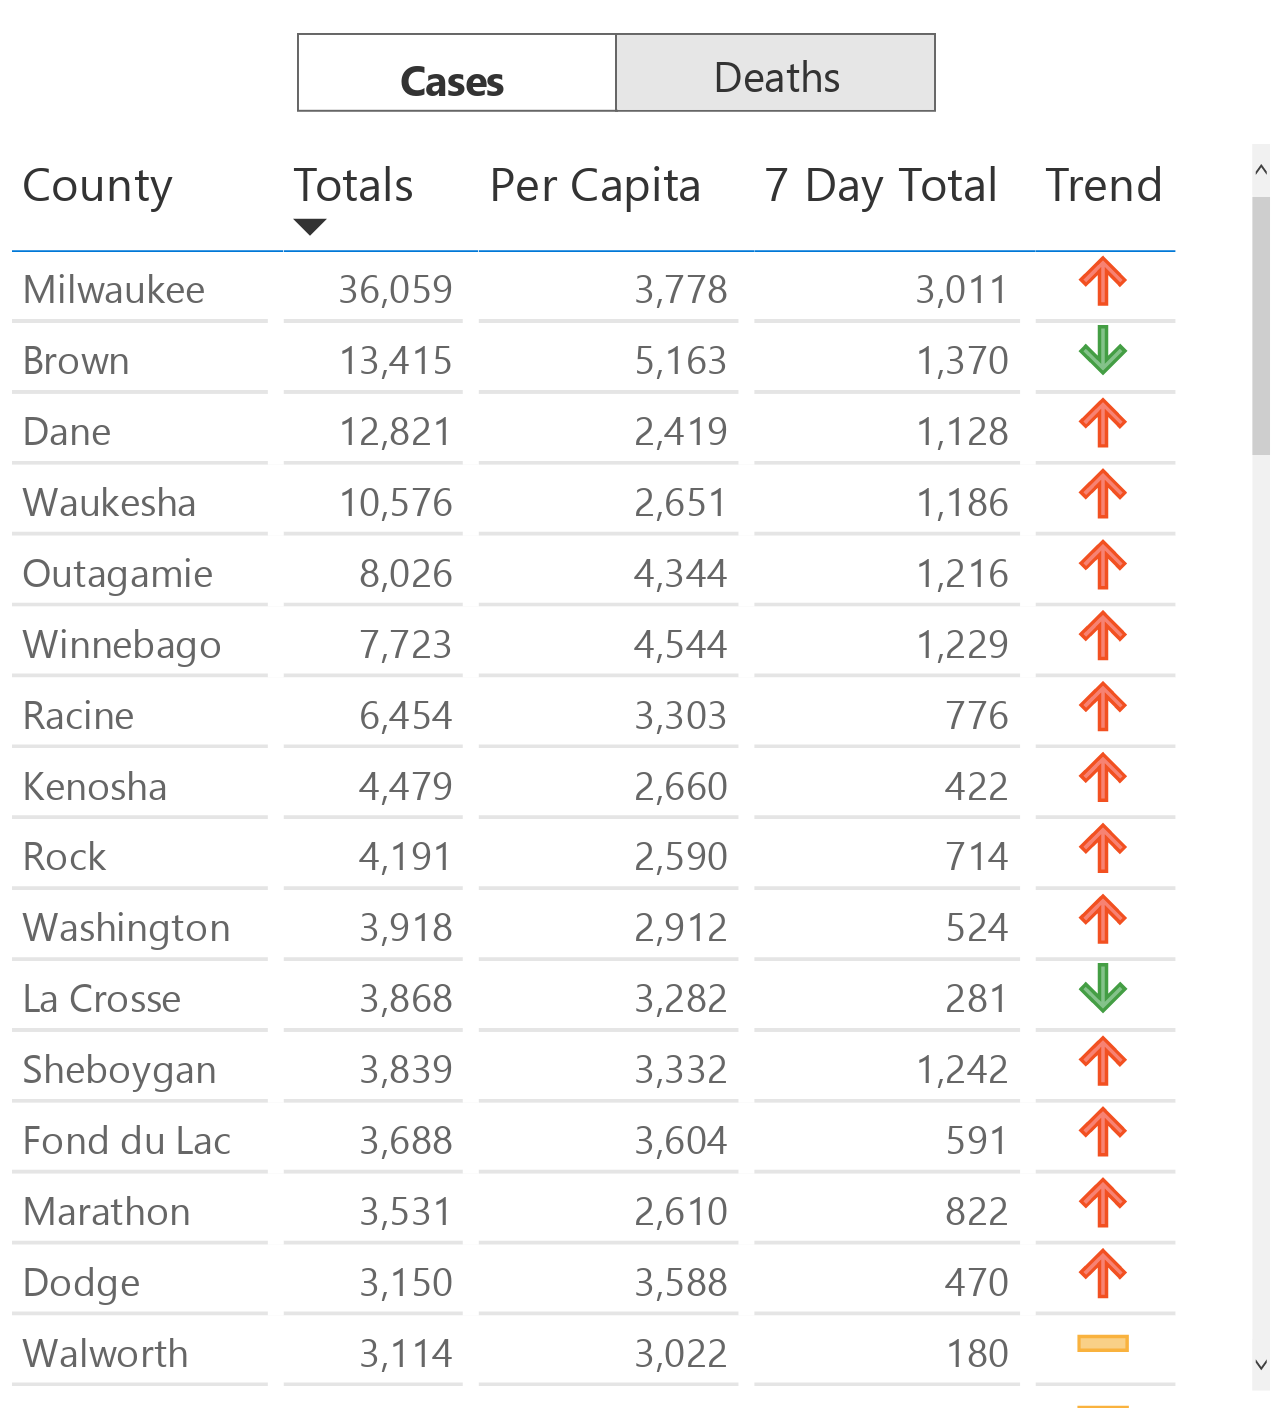 Cases Deaths
County Totals Per Capita 7 Day Total Trend
Milwaukee 36,059 3,778 3,011
Brown 13,415 5,163 1,370
Dane 12,821 2,419 1,128
Waukesha 10,576 2,651 1,186
Outagamie 8,026 4,344 1,216
Winnebago 7,723 4,544 1,229
Racine 6,454 3,303 776
Kenosha 4,479 2,660 422
Rock 4,191 2,590 714
Washington 3,918 2,912 524
La Crosse 3,868 3,282 281
Sheboygan 3,839 3,332 1,242
Fond du Lac 3,688 3,604 591
Marathon 3,531 2,610 822
Dodge 3,150 3,588 470
Walworth 3,114 3,022 180